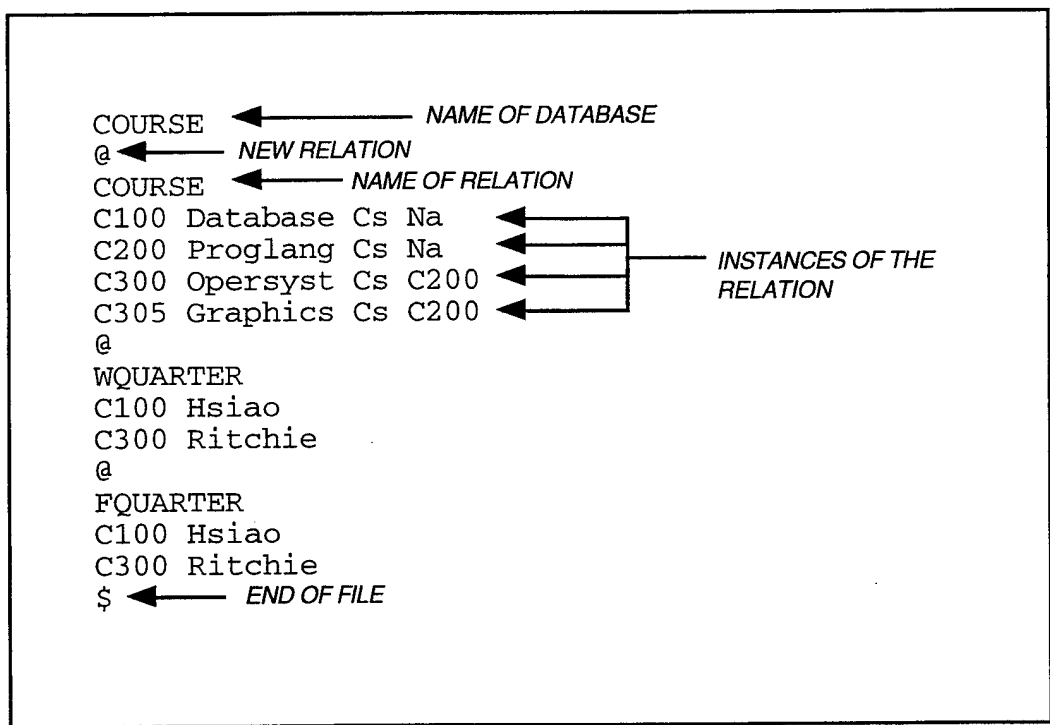 COURSE NAME OF DATABASE
@ NEW RELATION
COURSE NAME OF RELATION
C100 Database Cs Na
C200 Proglang Cs Na
C300 Opersyst Cs C200 INSTANCES OF THE
C305 Graphics Cs C200 RELATION
@
WQUARTER
C100 Hsiao
C300 Ritchie
@
FQUARTER
C100 Hsiao
C300 Ritchie
$ END OF FILE